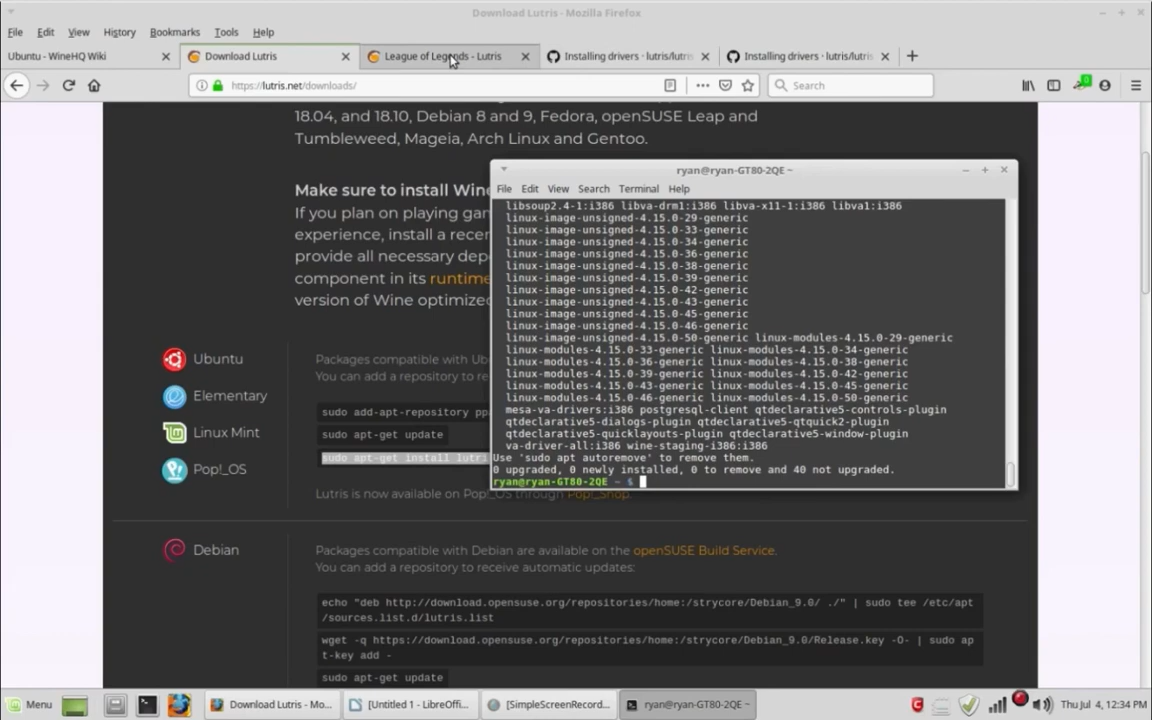 Download Lutris - Mozilla Firefox
File Edit View History Bookmarks Tools Help
Ubuntu - WineHQ Wiki
Download Lutris
League of Legends - Lutris
Installing drivers · lutris/lutris
Installing drivers · lutris/lutris
https://lutris.net/downloads/
Search
18.04, and 18.10, Debian 8 and 9, Fedora, openSUSE Leap and
Tumbleweed, Mageia, Arch Linux and Gentoo.
Make sure to install Wine
If you plan on playing gam
experience, install a recen
provide all necessary dep
component in its runtime
version of Wine optimized
Ubuntu
Elementary
Linux Mint
Pop!_OS
Packages compatible with Ubu
You can add a repository to re
sudo add-apt-repository ppa
sudo apt-get update
sudo apt-get install lutri
Lutris is now available on Pop!_OS through Pop!_Shop.
Debian
Packages compatible with Debian are available on the openSUSE Build Service.
You can add a repository to receive automatic updates:
echo "deb http://download.opensuse.org/repositories/home:/strycore/Debian_9.0/ ./" | sudo tee /etc/apt
/sources.list.d/lutris.list
wget -q https://download.opensuse.org/repositories/home:/strycore/Debian_9.0/Release.key -O- | sudo ap
t-key add -
sudo apt-get update
ryan@ryan-GT80-2QE ~
File Edit View Search Terminal Help
libsoup2.4-1:i386 libva-drm1:i386 libva-x11-1:i386 libva1:i386
linux-image-unsigned-4.15.0-29-generic
linux-image-unsigned-4.15.0-33-generic
linux-image-unsigned-4.15.0-34-generic
linux-image-unsigned-4.15.0-36-generic
linux-image-unsigned-4.15.0-38-generic
linux-image-unsigned-4.15.0-39-generic
linux-image-unsigned-4.15.0-42-generic
linux-image-unsigned-4.15.0-43-generic
linux-image-unsigned-4.15.0-45-generic
linux-image-unsigned-4.15.0-46-generic
linux-image-unsigned-4.15.0-50-generic linux-modules-4.15.0-29-generic
linux-modules-4.15.0-33-generic linux-modules-4.15.0-34-generic
linux-modules-4.15.0-36-generic linux-modules-4.15.0-38-generic
linux-modules-4.15.0-39-generic linux-modules-4.15.0-42-generic
linux-modules-4.15.0-43-generic linux-modules-4.15.0-45-generic
linux-modules-4.15.0-46-generic linux-modules-4.15.0-50-generic
mesa-va-drivers:i386 postgresql-client qtdeclarative5-controls-plugin
qtdeclarative5-dialogs-plugin qtdeclarative5-qtquick2-plugin
qtdeclarative5-quicklayouts-plugin qtdeclarative5-window-plugin
va-driver-all:i386 wine-staging-i386:i386
Use 'sudo apt autoremove' to remove them.
0 upgraded, 0 newly installed, 0 to remove and 40 not upgraded.
ryan@ryan-GT80-2QE ~ $
Menu
Download Lutris - Mo...
[Untitled 1 - LibreOffi...
[SimpleScreenRecord...
ryan@ryan-GT80-2QE ~
Thu Jul 4, 12:34 PM